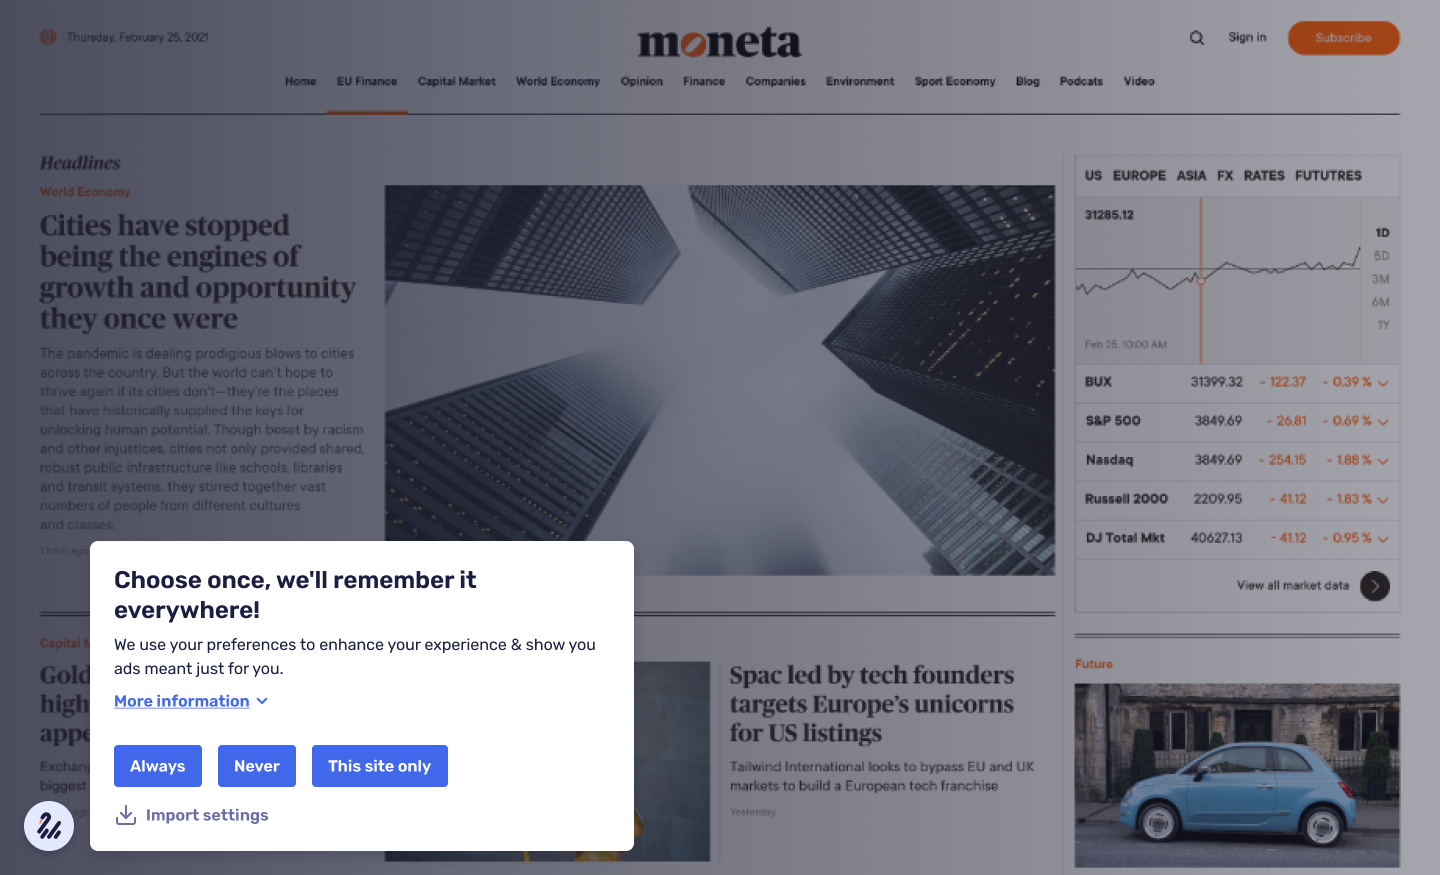 Thursday, February 25, 2021
moneta
Sign in
Subscribe
Home EU Finance Capital Market World Economy Opinion Finance Companies Environment Sport Economy Blog Podcats Video
Headlines
World Economy
Cities have stopped
being the engines of
growth and opportunity
they once were
The pandemic is dealing prodigious blows to cities
across the country. But the world can't hope to
thrive again if its cities don't—they're the places
that have historically supplied the keys for
unlocking human potential. Though beset by racism
and other injustices, cities not only provided shared,
robust public infrastructure like schools, libraries
and transit systems, they stirred together vast
numbers of people from different cultures
and classes.
1 hour ago
US EUROPE ASIA FX RATES FUTUTRES
31285.12
1D
5D
3M
6M
1Y
Feb 25, 10:00 AM
BUX 31399.32 - 122.37 - 0.39 %
S&P 500 3849.69 - 26.81 - 0.69 %
Nasdaq 3849.69 - 254.15 - 1.88 %
Russell 2000 2209.95 - 41.12 - 1.83 %
DJ Total Mkt 40627.13 - 41.12 - 0.95 %
View all market data
Choose once, we'll remember it
everywhere!
We use your preferences to enhance your experience & show you
ads meant just for you.
More information
Always
Never
This site only
Import settings
Capital M
Gold
high
appe
Exchan
biggest
Spac led by tech founders
targets Europe's unicorns
for US listings
Tailwind International looks to bypass EU and UK
markets to build a European tech franchise
Yesterday
Future